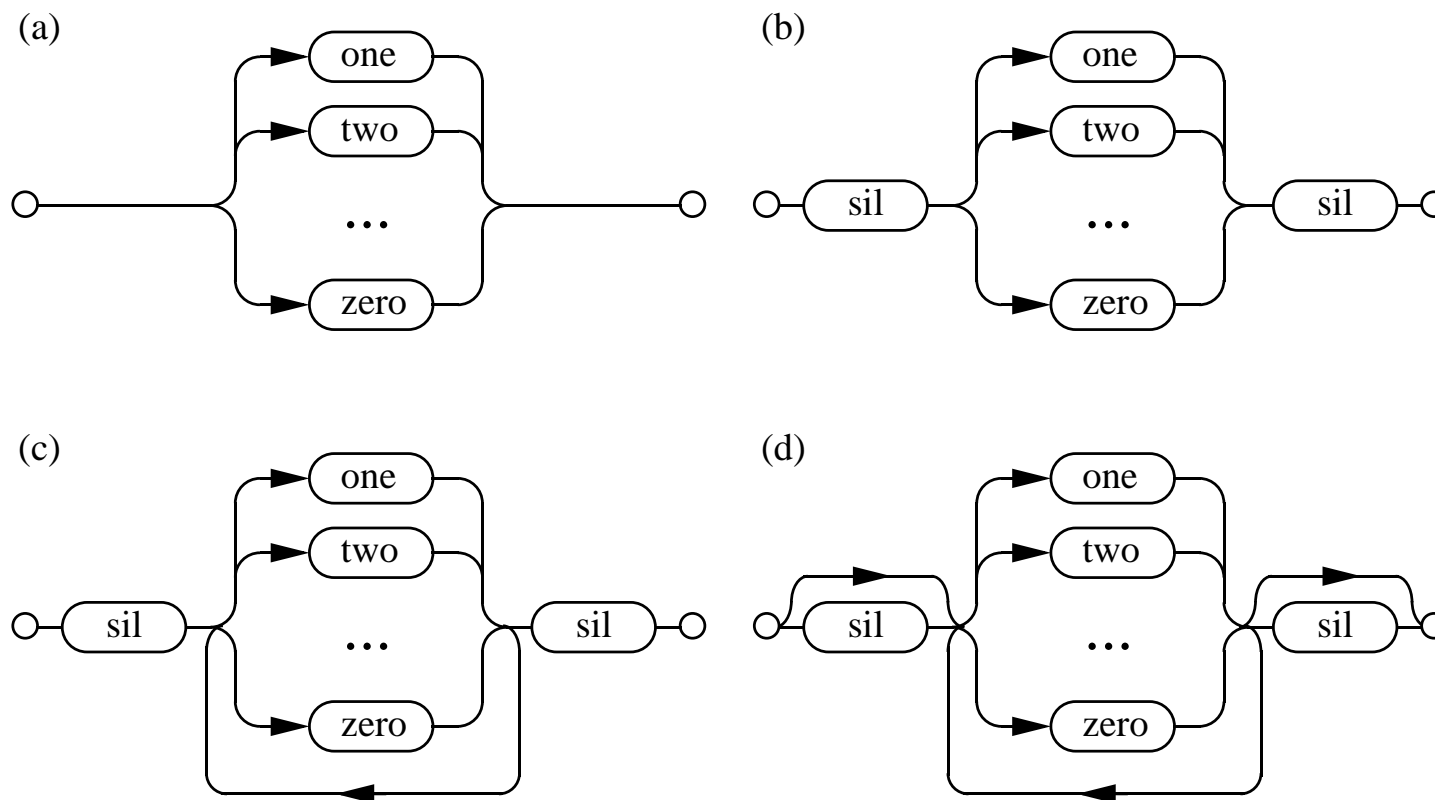 (a)
one
two
...
zero
(b)
one
sil
two
...
zero
sil
(c)
one
two
sil
...
zero
sil
(d)
one
two
sil
...
zero
sil